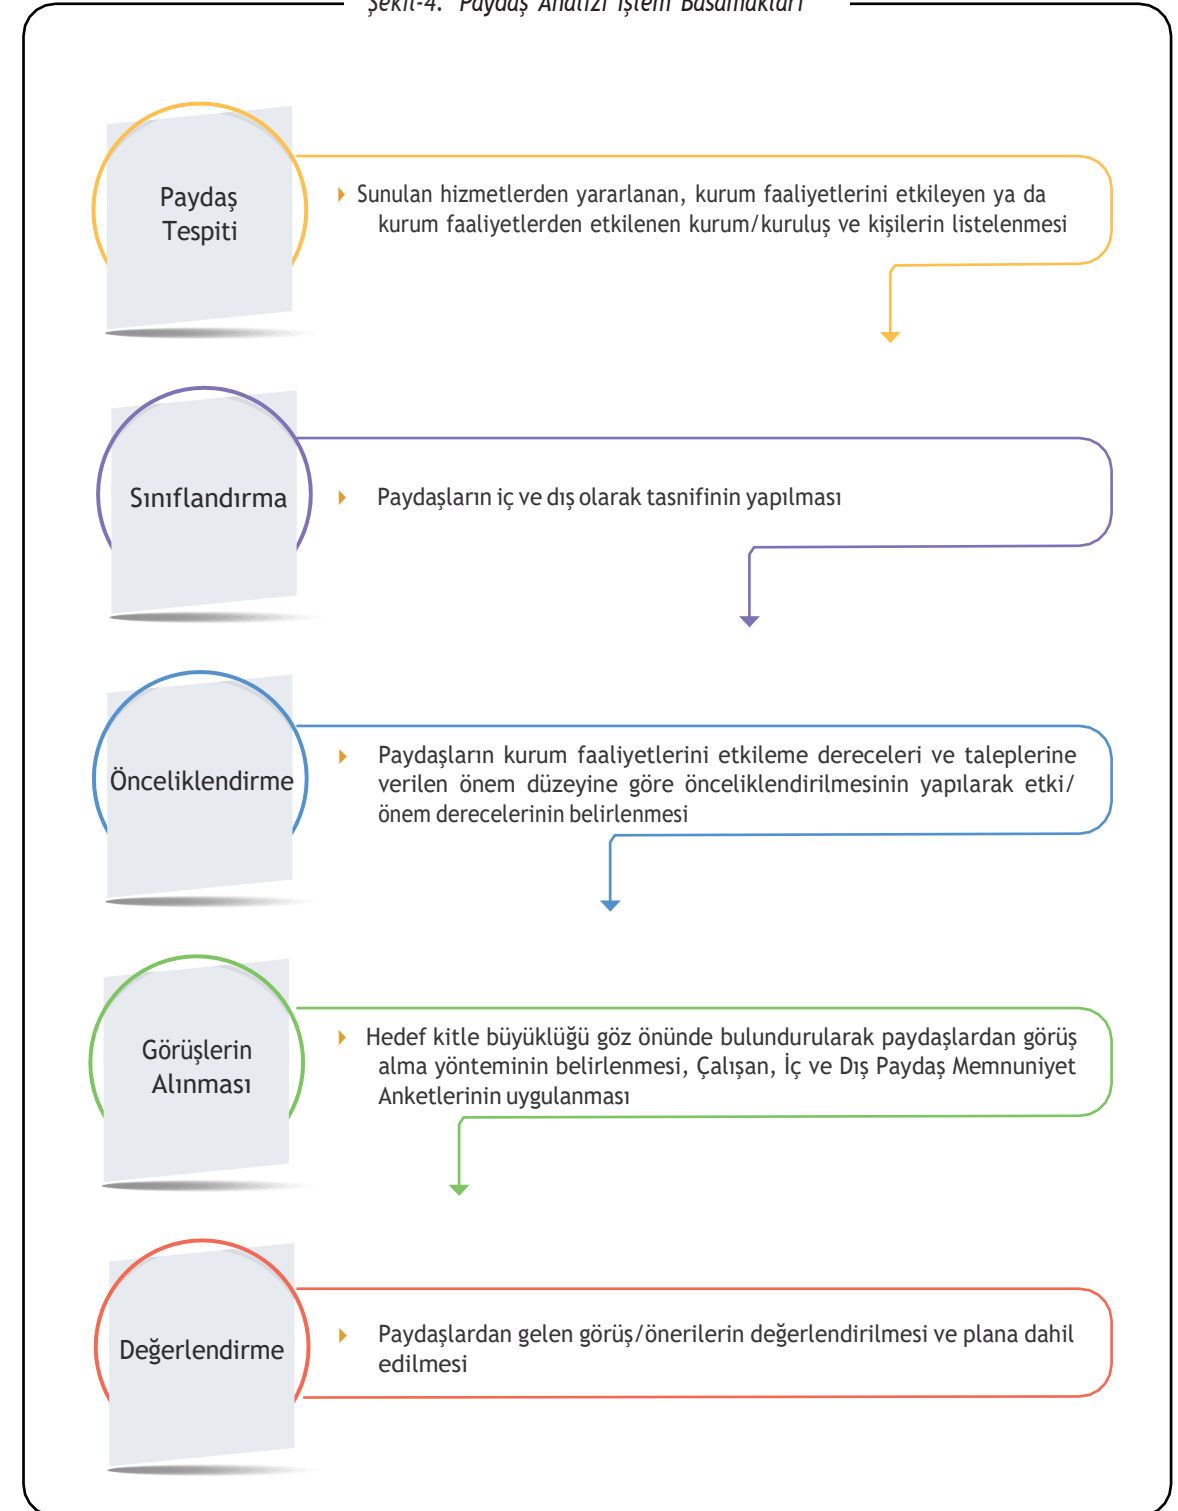 Şekil-4. Paydaş Analizi İşlem Basamakları
Paydaş
Tespiti
Sunulan hizmetlerden yararlanan, kurum faaliyetlerini etkileyen ya da
kurum faaliyetlerden etkilenen kurum/kuruluş ve kişilerin listelenmesi
Sınıflandırma
Paydaşların iç ve dış olarak tasnifinin yapılması
Önceliklendirme
Paydaşların kurum faaliyetlerini etkileme dereceleri ve taleplerine
verilen önem düzeyine göre önceliklendirilmesinin yapılarak etki/
önem derecelerinin belirlenmesi
Görüşlerin
Alınması
Hedef kitle büyüklüğü göz önünde bulundurularak paydaşlardan görüş
alma yönteminin belirlenmesi, Çalışan, İç ve Dış Paydaş Memnuniyet
Anketlerinin uygulanması
Değerlendirme
Paydaşlardan gelen görüş/önerilerin değerlendirilmesi ve plana dahil
edilmesi